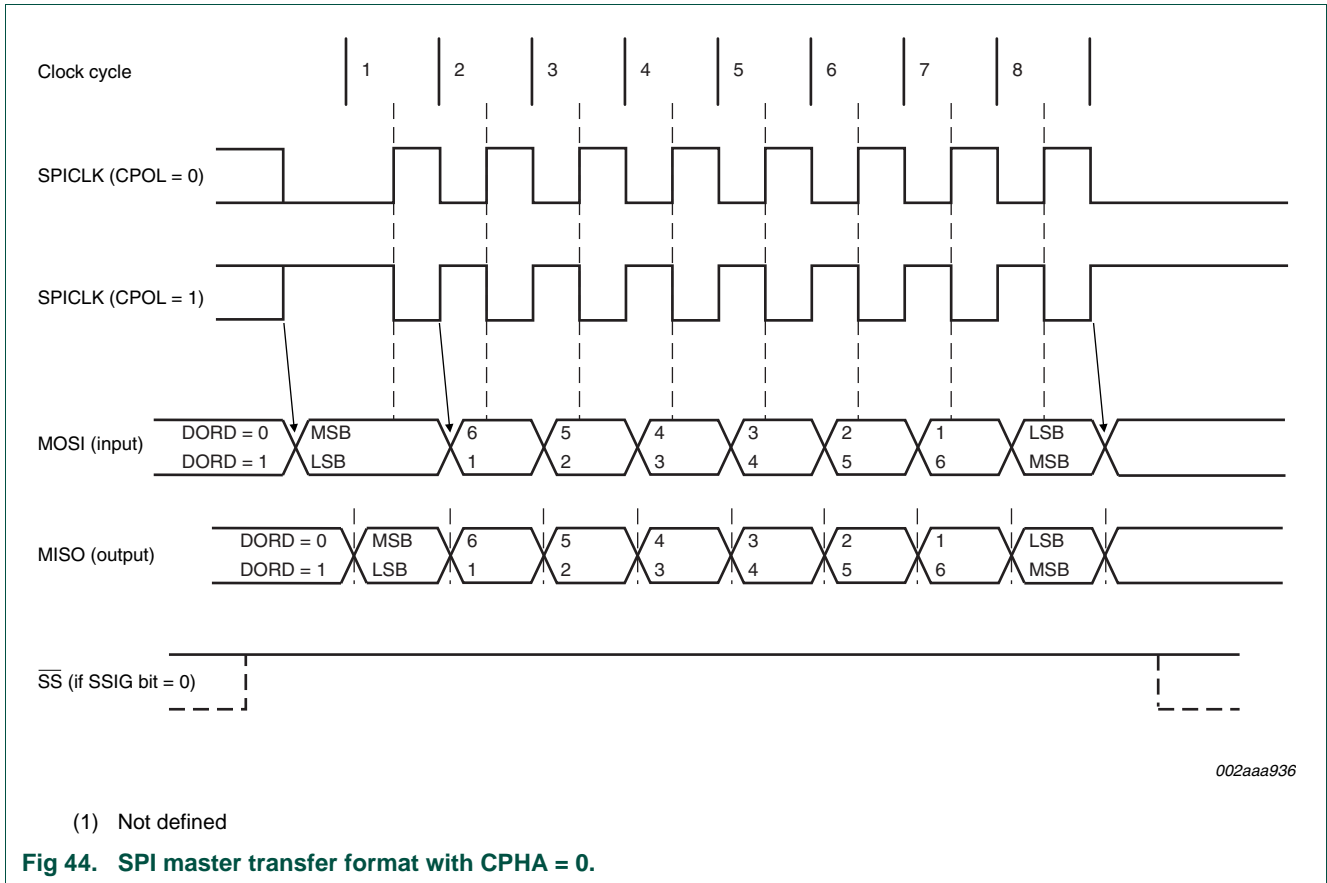 Clock cycle 1 2 3 4 5 6 7 8
SPICLK (CPOL = 0)
SPICLK (CPOL = 1)
MOSI (input)
DORD = 0 MSB 6 5 4 3 2 1 LSB
DORD = 1 LSB 1 2 3 4 5 6 MSB
MISO (output)
DORD = 0 MSB 6 5 4 3 2 1 LSB
DORD = 1 LSB 1 2 3 4 5 6 MSB
S̅S̅ (if SSIG bit = 0)
002aaa936
(1) Not defined
Fig 44. SPI master transfer format with CPHA = 0.